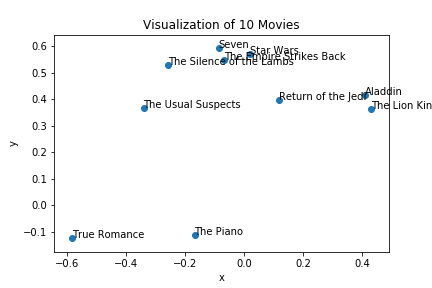 Visualization of 10 Movies
0.6
0.5
0.4
0.3
0.2
0.1
0.0
−0.1
y
Seven
Star Wars
The Empire Strikes Back
The Silence of the Lambs
Aladdin
Return of the Jedi
The Lion Kin
The Usual Suspects
The Piano
True Romance
−0.6
−0.4
−0.2
0.0
0.2
0.4
x